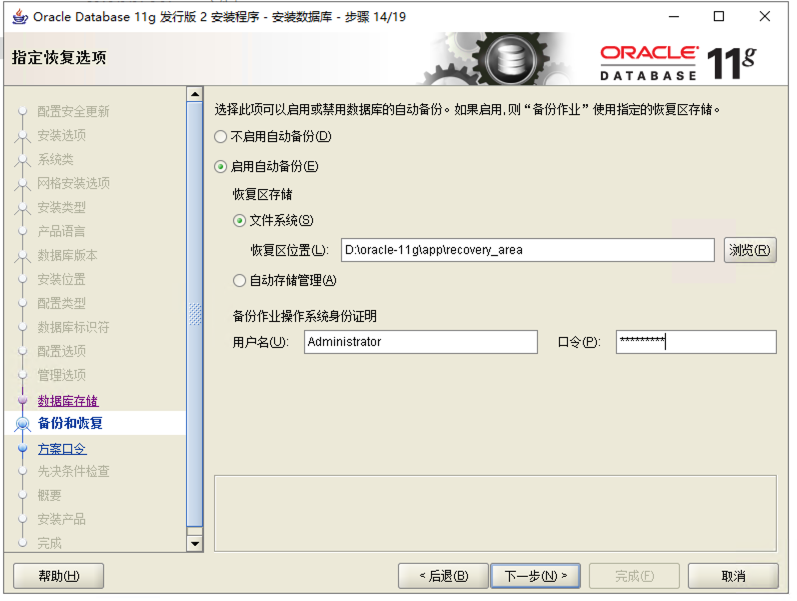 Oracle Database 11g 发行版 2 安装程序 - 安装数据库 - 步骤 14/19
指定恢复选项
ORACLE
DATABASE 11g
配置安全更新
安装选项
系统类
网格安装选项
安装类型
产品语言
数据库版本
安装位置
配置类型
数据库标识符
配置选项
管理选项
数据库存储
备份和恢复
方案口令
先决条件检查
概要
安装产品
完成
选择此项可以启用或禁用数据库的自动备份。如果启用,则“备份作业”使用指定的恢复区存储。
不启用自动备份(D)
启用自动备份(E)
恢复区存储
文件系统(S)
恢复区位置(L): D:\oracle-11g\app\recovery_area 浏览(R)
自动存储管理(A)
备份作业操作系统身份证明
用户名(U): Administrator 口令(P): *********
帮助(H) < 后退(B) 下一步(N) > 完成(F) 取消